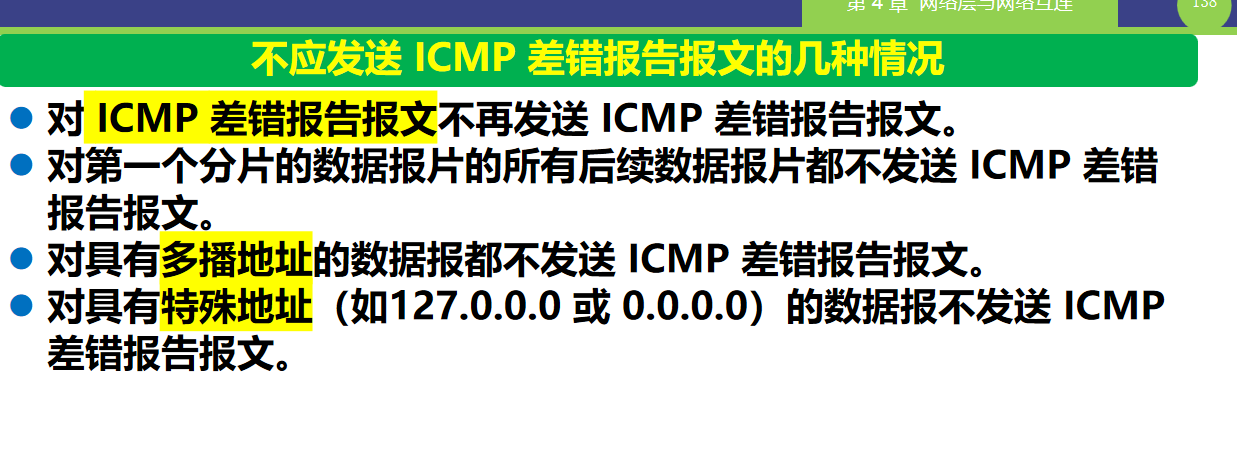 第 4 章 网络层与网络互连
138
不应发送 ICMP 差错报告报文的几种情况
● 对 ICMP 差错报告报文不再发送 ICMP 差错报告报文。
● 对第一个分片的数据报片的所有后续数据报片都不发送 ICMP 差错
报告报文。
● 对具有多播地址的数据报都不发送 ICMP 差错报告报文。
● 对具有特殊地址（如127.0.0.0 或 0.0.0.0）的数据报不发送 ICMP
差错报告报文。